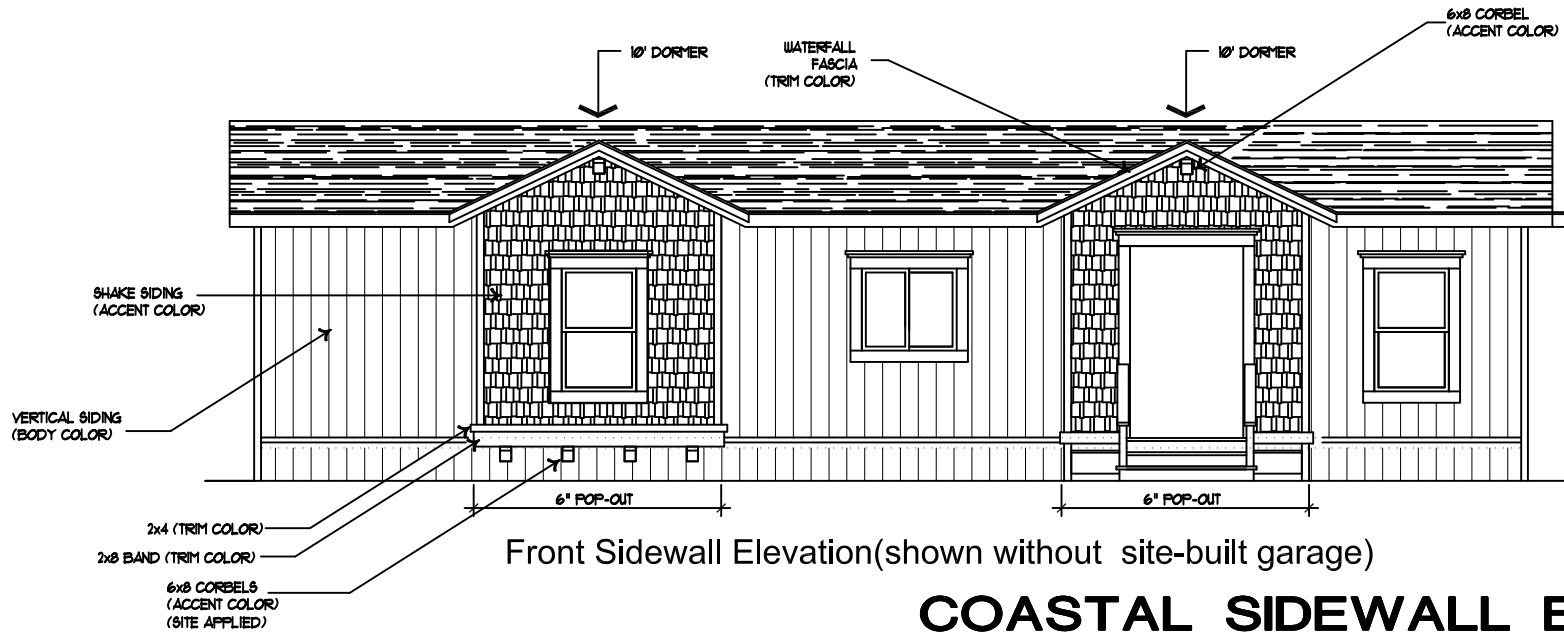 6x8 CORBEL
(ACCENT COLOR)
10' DORMER
WATERFALL
FASCIA
(TRIM COLOR)
10' DORMER
SHAKE SIDING
(ACCENT COLOR)
VERTICAL SIDING
(BODY COLOR)
6" POP-OUT
6" POP-OUT
2x4 (TRIM COLOR)
2x8 BAND (TRIM COLOR)
6x8 CORBELS
(ACCENT COLOR)
(SITE APPLIED)
Front Sidewall Elevation(shown without site-built garage)
COASTAL SIDEWALL E